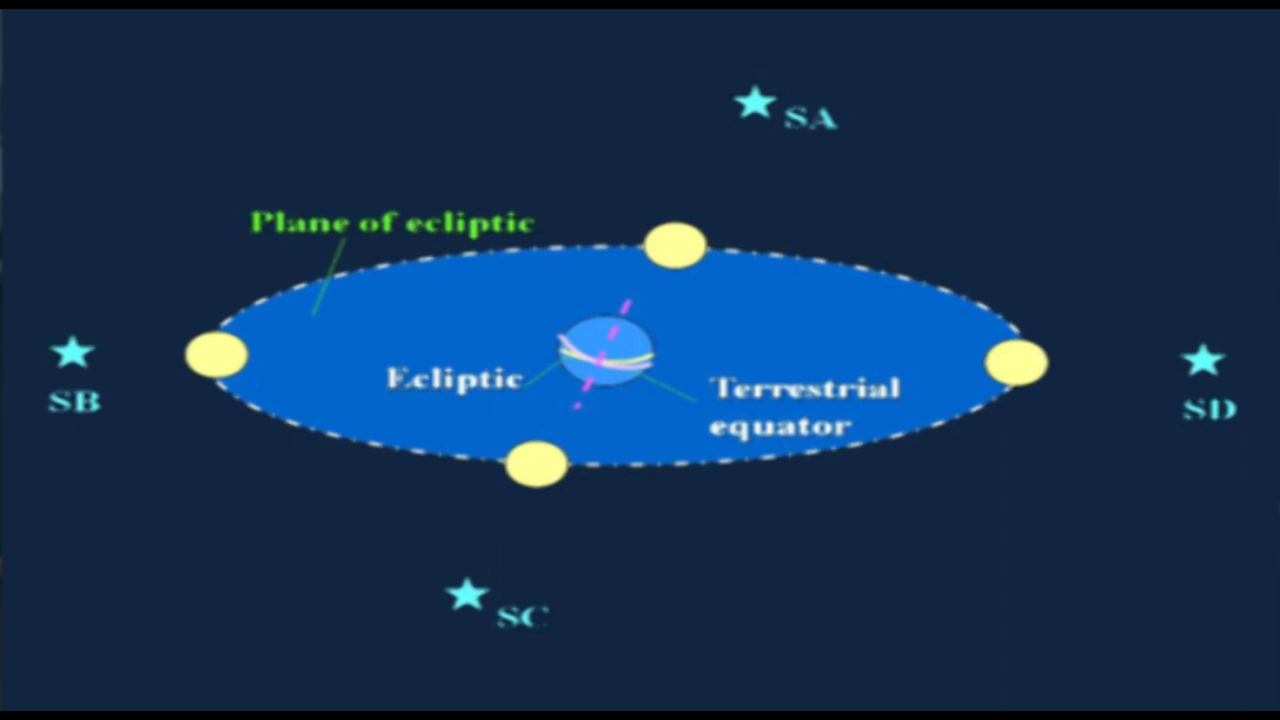 SA
Plane of ecliptic
Ecliptic
Terrestrial
equator
SB
SD
SC